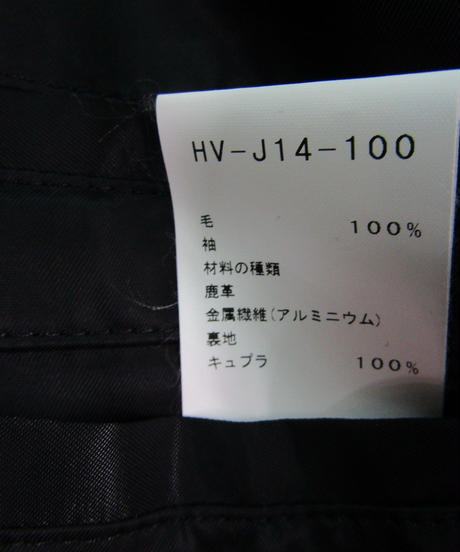 HV-J14-100
毛 100%
袖
材料の種類
鹿革
金属繊維(アルミニウム)
裏地
キュプラ 100%